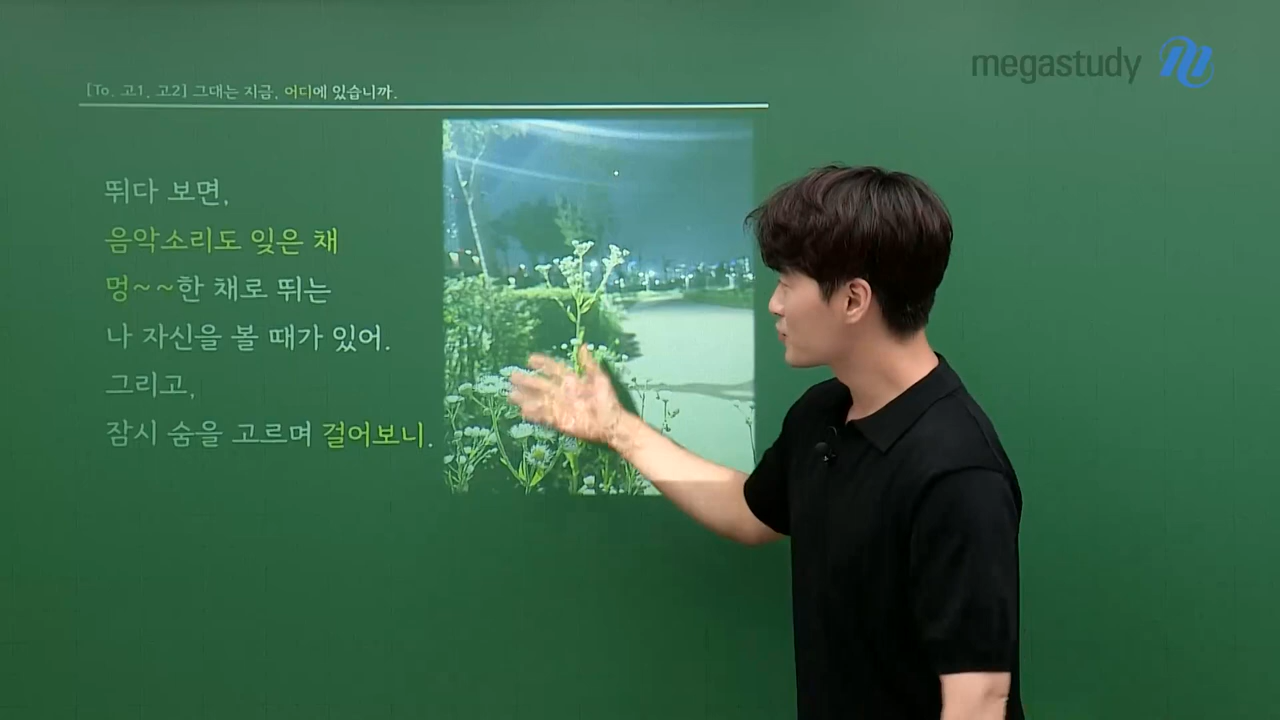 megastudy
[To. 고1, 고2] 그대는 지금, 어디에 있습니까.
뛰다 보면,
음악소리도 잊은 채
멍~~한 채로 뛰는
나 자신을 볼 때가 있어.
그리고,
잠시 숨을 고르며 걸어보니.